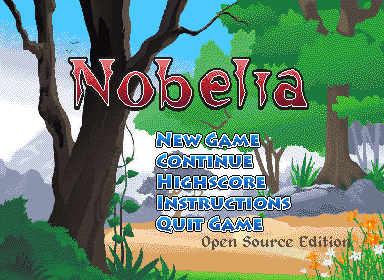 Nobelia
New Game
Continue
Highscore
Instructions
Quit Game
Open Source Edition